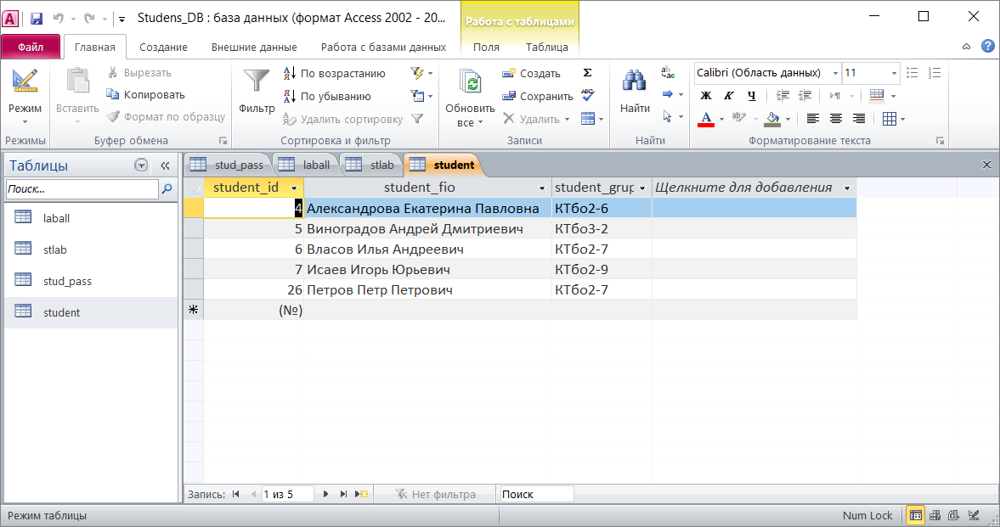 Studens_DB : база данных (формат Access 2002 - 20...
Работа с таблицами
Файл Главная Создание Внешние данные Работа с базами данных Поля Таблица
Режим
Режимы
Вставить
Вырезать
Копировать
Формат по образцу
Буфер обмена
Фильтр
По возрастанию
По убыванию
Удалить сортировку
Сортировка и фильтр
Обновить
все
Создать
Сохранить
Удалить
Записи
Найти
Найти
Calibri (Область данных) 11
Ж К Ч
Форматирование текста
Таблицы
Поиск...
laball
stlab
stud_pass
student
stud_pass laball stlab student
student_id student_fio student_grup Щелкните для добавления
4 Александрова Екатерина Павловна КТбо2-6
5 Виноградов Андрей Дмитриевич КТбо3-2
6 Власов Илья Андреевич КТбо2-7
7 Исаев Игорь Юрьевич КТбо2-9
26 Петров Петр Петрович КТбо2-7
(№)
Запись: 1 из 5 Нет фильтра Поиск
Режим таблицы Num Lock